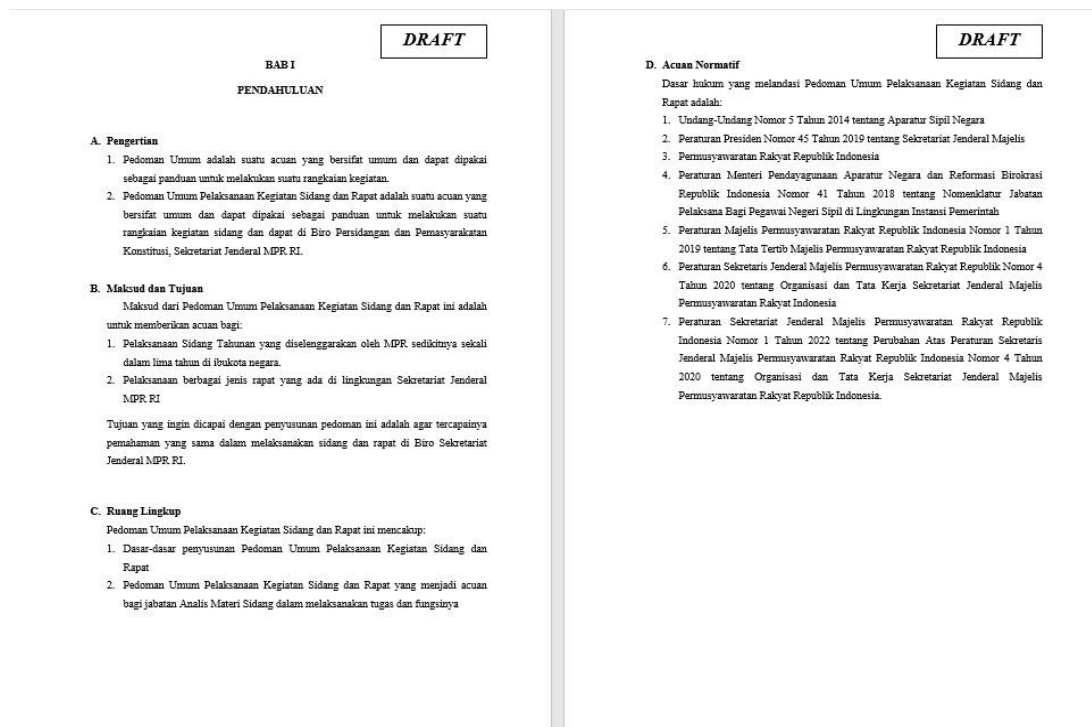 DRAFT
BAB I
PENDAHULUAN
A. Pengertian
1. Pedoman Umum adalah suatu acuan yang bersifat umum dan dapat dipakai
sebagai panduan untuk melakukan suatu rangkaian kegiatan.
2. Pedoman Umum Pelaksanaan Kegiatan Sidang dan Rapat adalah suatu acuan yang
bersifat umum dan dapat dipakai sebagai panduan untuk melakukan suatu
rangkaian kegiatan sidang dan dapat di Biro Persidangan dan Pemasyarakatan
Konstitusi, Sekretariat Jenderal MPR RI.
B. Maksud dan Tujuan
Maksud dari Pedoman Umum Pelaksanaan Kegiatan Sidang dan Rapat ini adalah
untuk memberikan acuan bagi:
1. Pelaksanaan Sidang Tahunan yang diselenggarakan oleh MPR sedikitnya sekali
dalam lima tahun di ibukota negara.
2. Pelaksanaan berbagai jenis rapat yang ada di lingkungan Sekretariat Jenderal
MPR RI
Tujuan yang ingin dicapai dengan penyusunan pedoman ini adalah agar tercapainya
pemahaman yang sama dalam melaksanakan sidang dan rapat di Biro Sekretariat
Jenderal MPR RI.
C. Ruang Lingkup
Pedoman Umum Pelaksanaan Kegiatan Sidang dan Rapat ini mencakup:
1. Dasar-dasar penyusunan Pedoman Umum Pelaksanaan Kegiatan Sidang dan
Rapat
2. Pedoman Umum Pelaksanaan Kegiatan Sidang dan Rapat yang menjadi acuan
bagi jabatan Analis Materi Sidang dalam melaksanakan tugas dan fungsinya
DRAFT
D. Acuan Normatif
Dasar hukum yang melandasi Pedoman Umum Pelaksanaan Kegiatan Sidang dan
Rapat adalah:
1. Undang-Undang Nomor 5 Tahun 2014 tentang Aparatur Sipil Negara
2. Peraturan Presiden Nomor 45 Tahun 2019 tentang Sekretariat Jenderal Majelis
3. Permusyawaratan Rakyat Republik Indonesia
4. Peraturan Menteri Pendayagunaan Aparatur Negara dan Reformasi Birokrasi
Republik Indonesia Nomor 41 Tahun 2018 tentang Nomenklatur Jabatan
Pelaksana Bagi Pegawai Negeri Sipil di Lingkungan Instansi Pemerintah
5. Peraturan Majelis Permusyawaratan Rakyat Republik Indonesia Nomor 1 Tahun
2019 tentang Tata Tertib Majelis Permusyawaratan Rakyat Republik Indonesia
6. Peraturan Sekretaris Jenderal Majelis Permusyawaratan Rakyat Republik Nomor 4
Tahun 2020 tentang Organisasi dan Tata Kerja Sekretariat Jenderal Majelis
Permusyawaratan Rakyat Indonesia
7. Peraturan Sekretariat Jenderal Majelis Permusyawaratan Rakyat Republik
Indonesia Nomor 1 Tahun 2022 tentang Perubahan Atas Peraturan Sekretris
Jenderal Majelis Permusyawaratan Rakyat Republik Indonesia Nomor 4 Tahun
2020 tentang Organisasi dan Tata Kerja Sekretariat Jenderal Majelis
Permusyawaratan Rakyat Republik Indonesia.